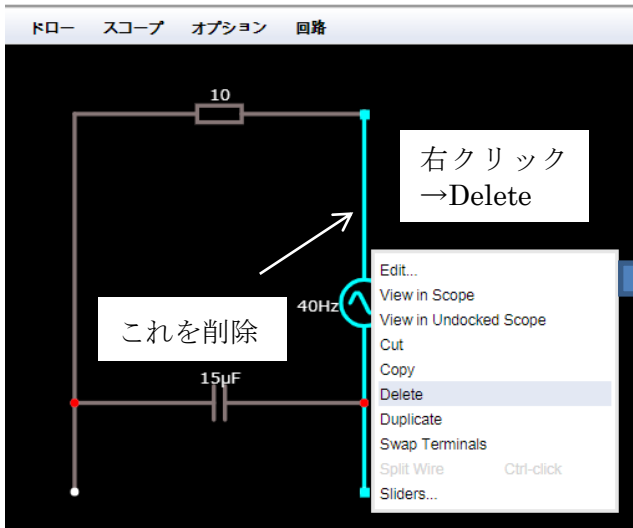 ドロー スコープ オプション 回路
10
右クリック
→Delete
40Hz
これを削除
15μF
Edit...
View in Scope
View in Undocked Scope
Cut
Copy
Delete
Duplicate
Swap Terminals
Split Wire Ctrl-click
Sliders...